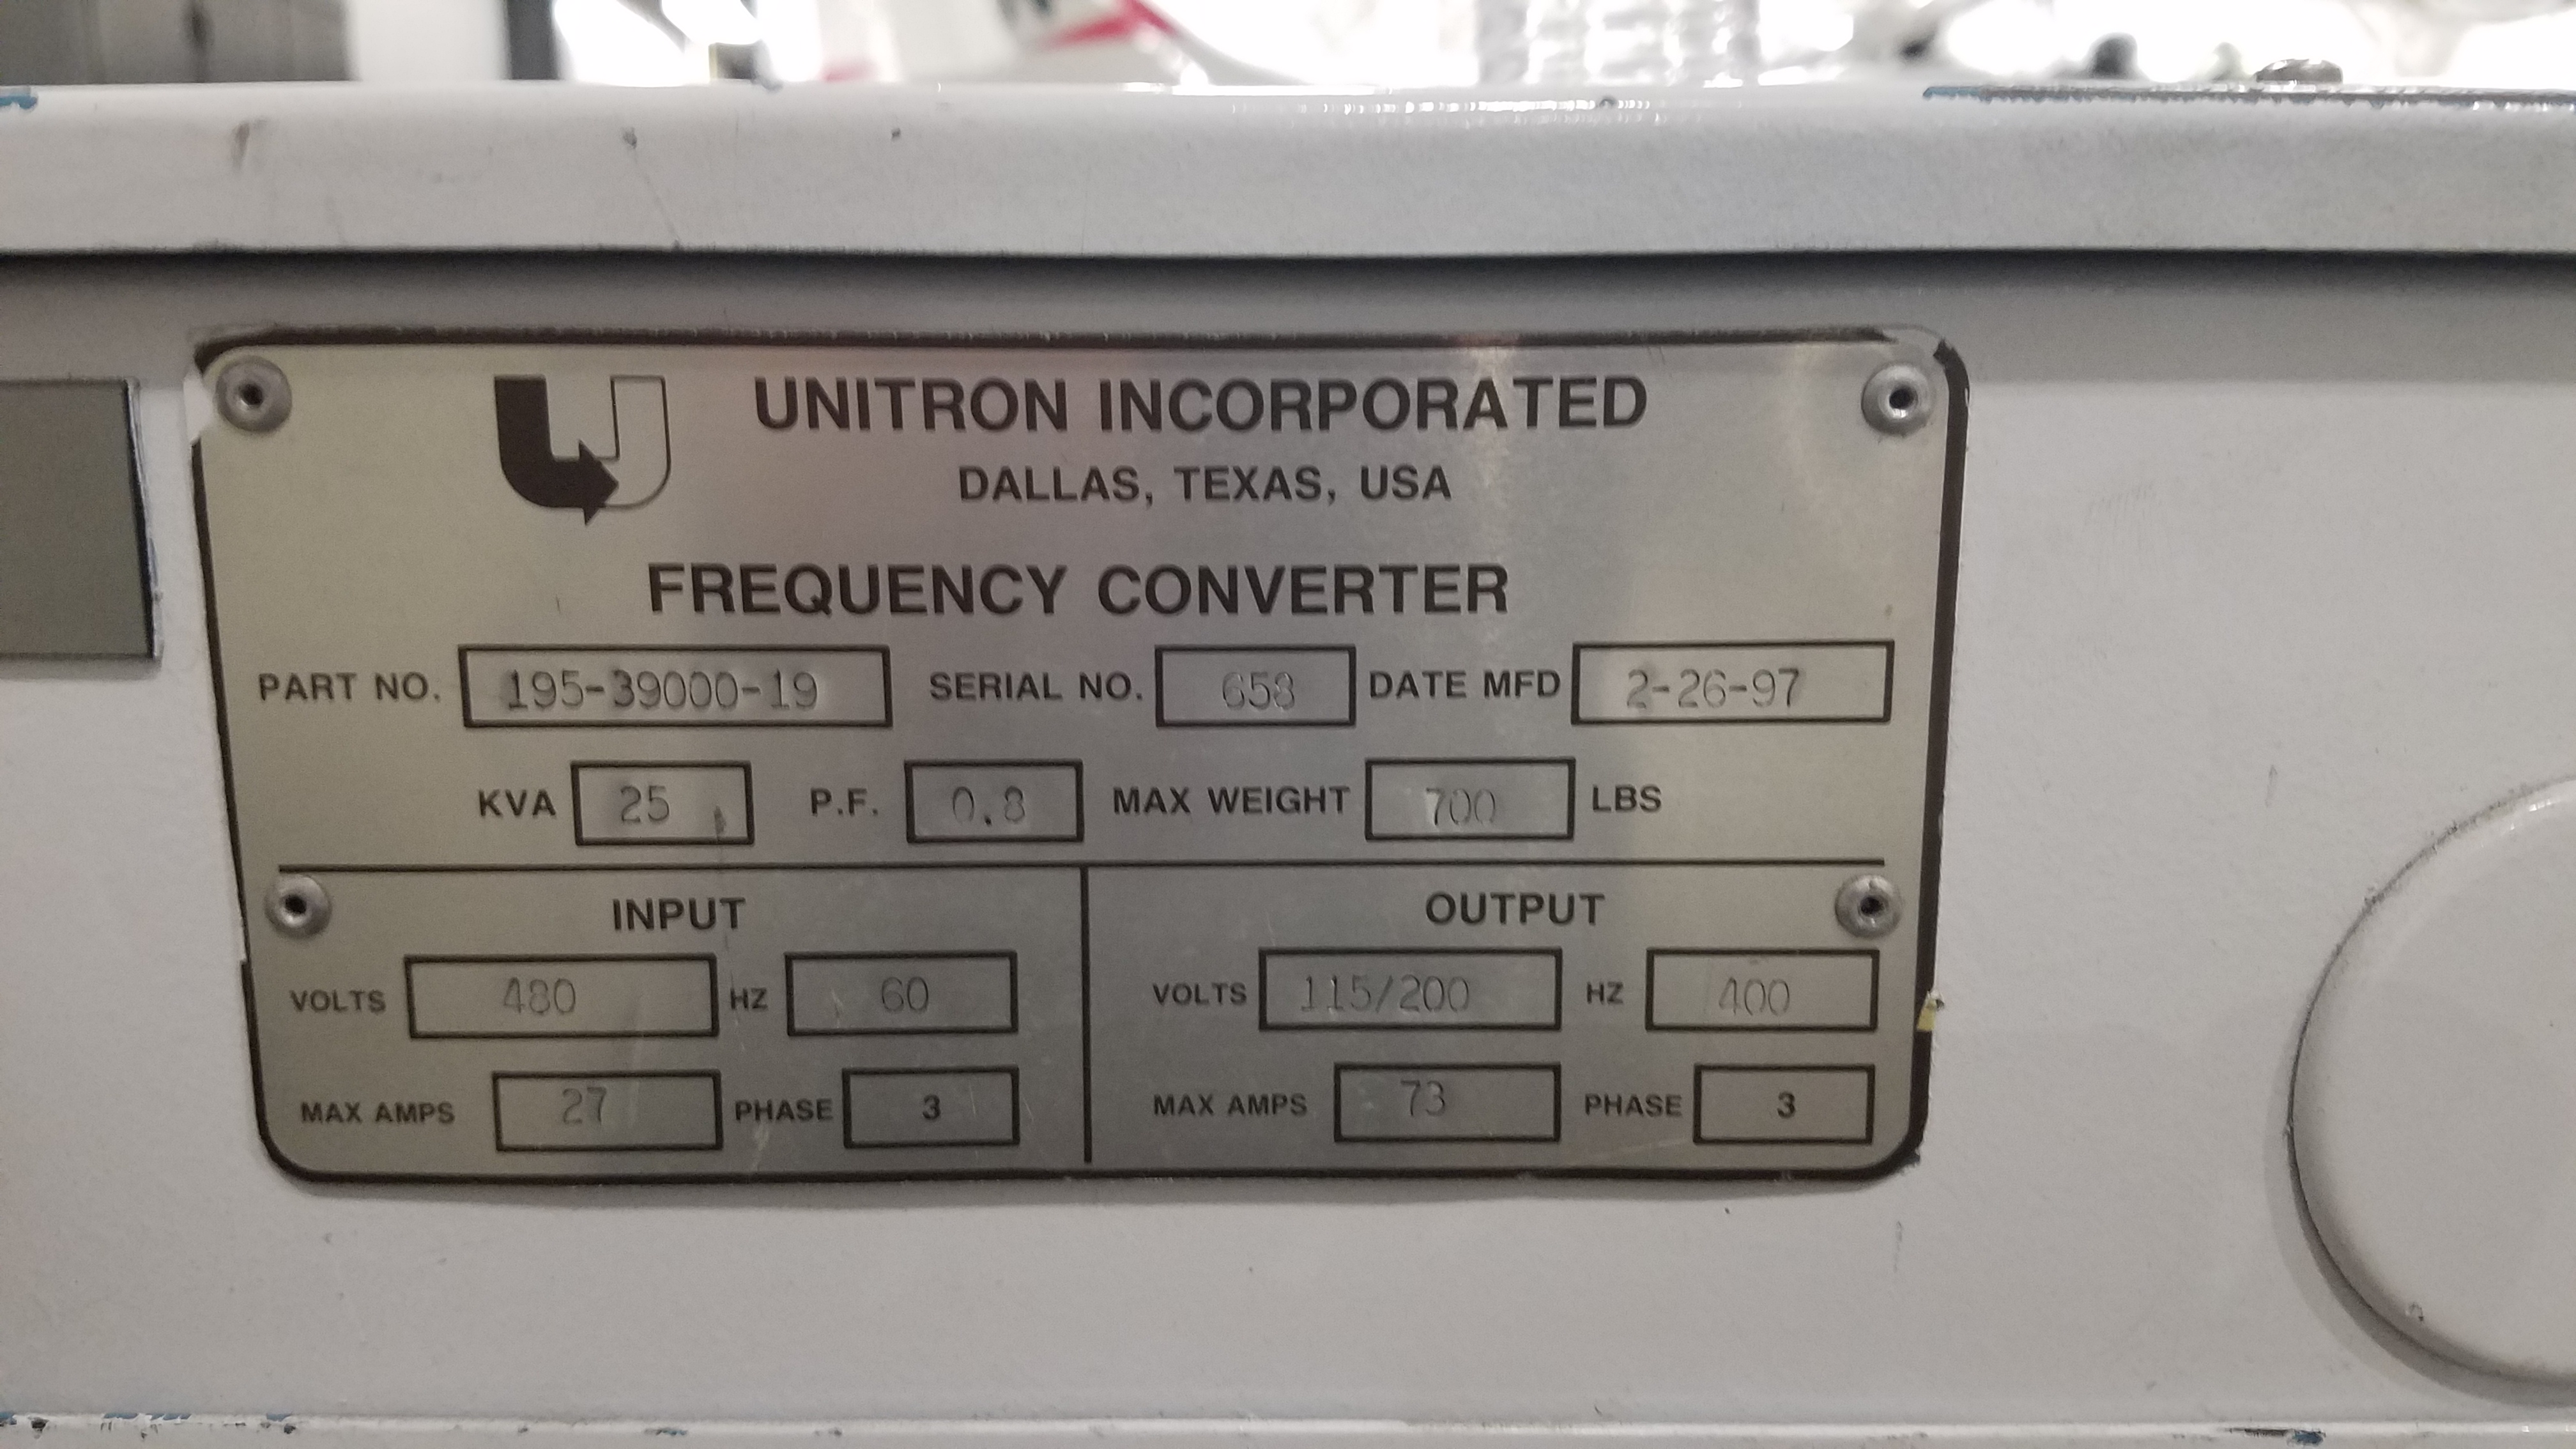 UNITRON INCORPORATED
DALLAS, TEXAS, USA
FREQUENCY CONVERTER
PART NO. 195-39000-19 SERIAL NO. 658 DATE MFD 2-26-97
KVA 25 P.F. 0.8 MAX WEIGHT 700 LBS
INPUT
VOLTS 480 HZ 60
MAX AMPS 27 PHASE 3
OUTPUT
VOLTS 115/200 HZ 400
MAX AMPS 73 PHASE 3